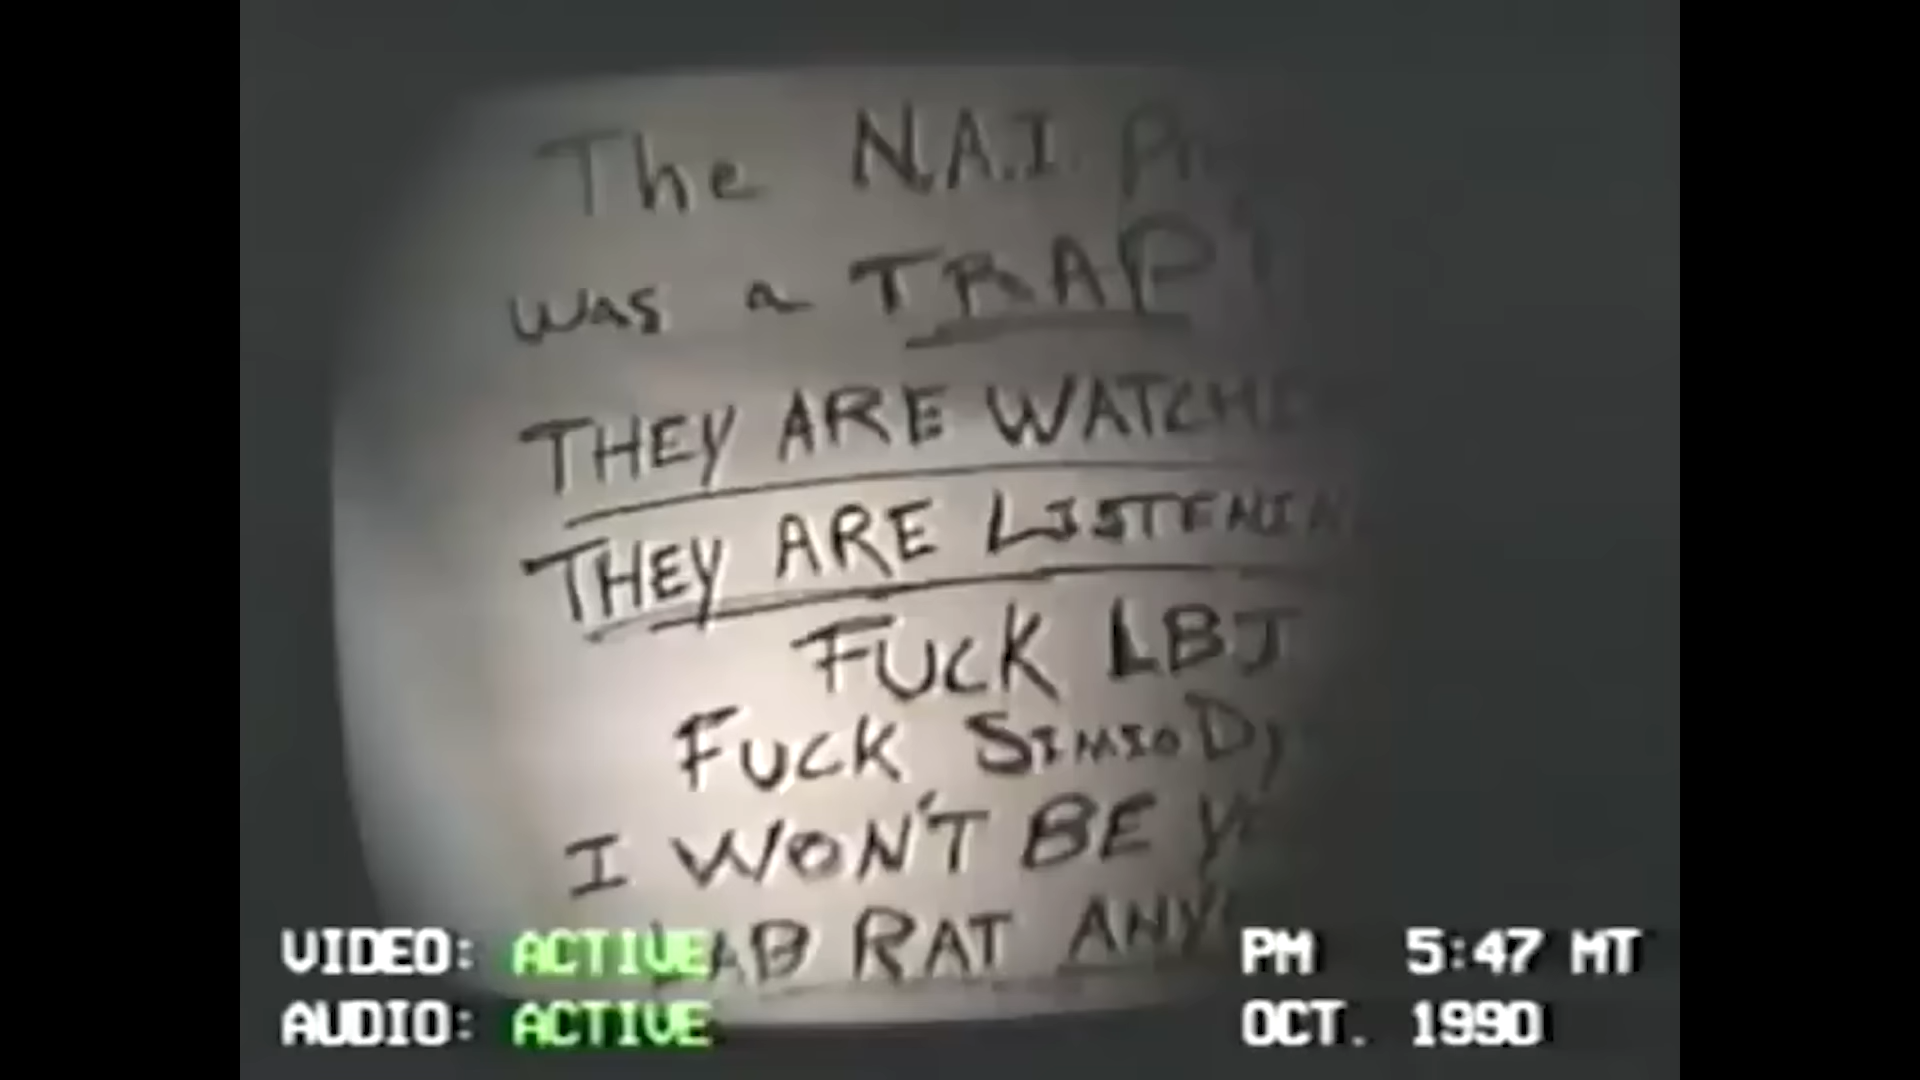 The N.A.I.
was a TRAP!
THEY ARE
THEY ARE
FUCK LBJ
FUCK
I WON'T BE
LAB RAT
VIDEO: ACTIVE
AUDIO: ACTIVE
PM 5:47 MT
OCT. 1990